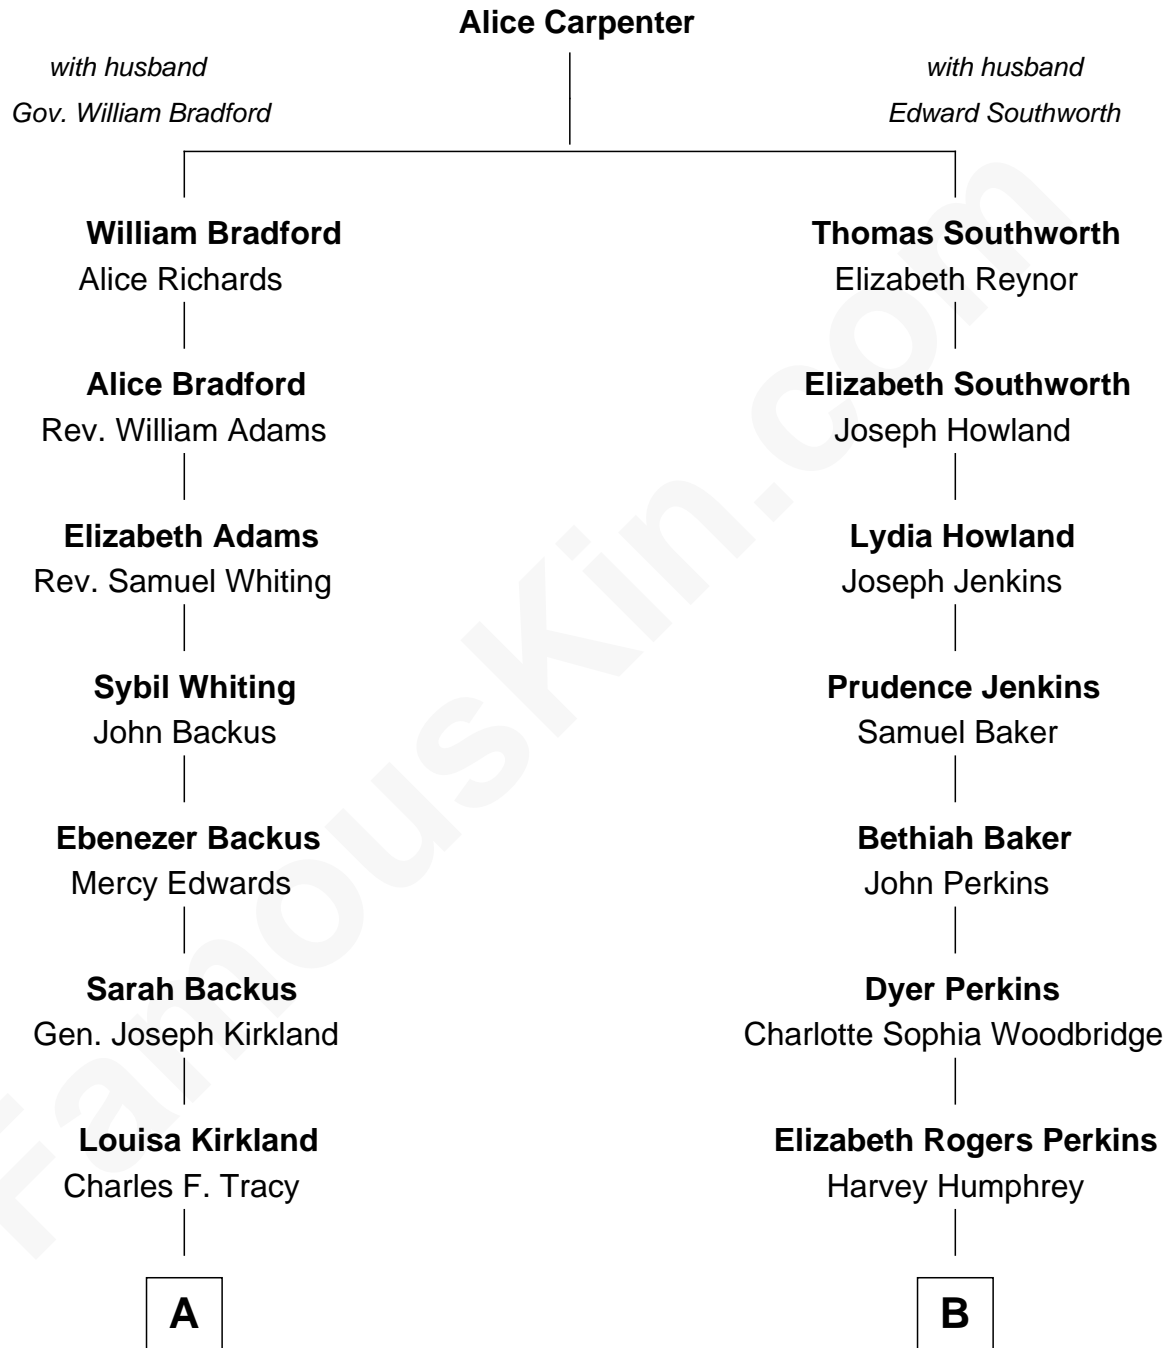 Alice Carpenter
with husband
Gov. William Bradford
with husband
Edward Southworth
William Bradford
Alice Richards
Thomas Southworth
Elizabeth Reynor
Alice Bradford
Rev. William Adams
Elizabeth Southworth
Joseph Howland
Elizabeth Adams
Rev. Samuel Whiting
Lydia Howland
Joseph Jenkins
Sybil Whiting
John Backus
Prudence Jenkins
Samuel Baker
Ebenezer Backus
Mercy Edwards
Bethiah Baker
John Perkins
Sarah Backus
Gen. Joseph Kirkland
Dyer Perkins
Charlotte Sophia Woodbridge
Louisa Kirkland
Charles F. Tracy
Elizabeth Rogers Perkins
Harvey Humphrey
A
B
FamousKin.com